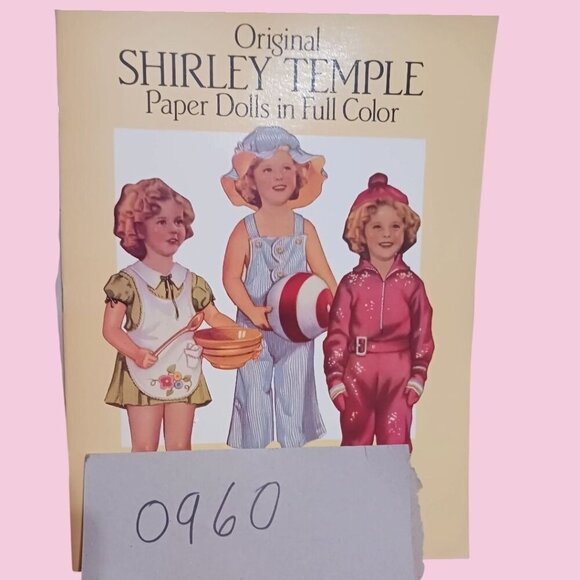 Original
SHIRLEY TEMPLE
Paper Dolls in Full Color
0960